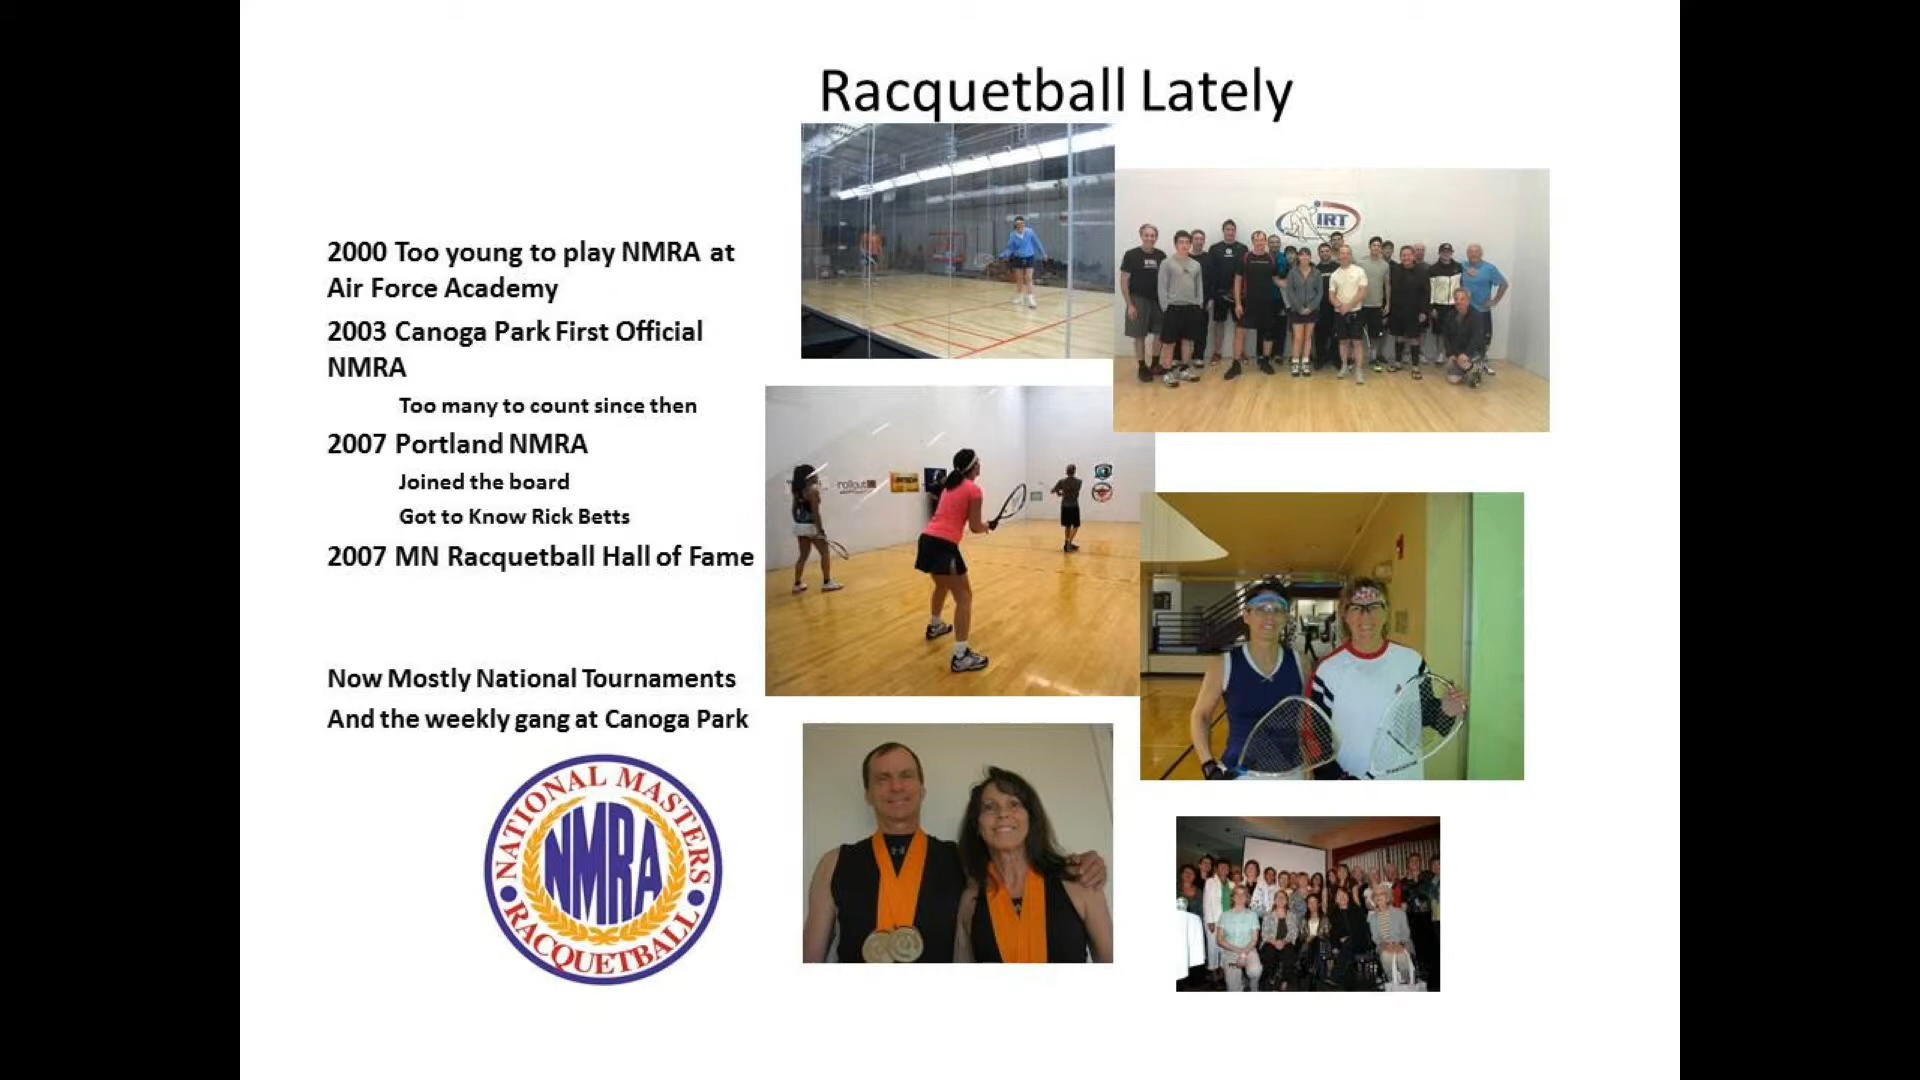 Racquetball Lately
2000 Too young to play NMRA at
Air Force Academy
2003 Canoga Park First Official
NMRA
Too many to count since then
2007 Portland NMRA
Joined the board
Got to Know Rick Betts
2007 MN Racquetball Hall of Fame
Now Mostly National Tournaments
And the weekly gang at Canoga Park
NATIONAL MASTERS
NMRA
RACQUETBALL
IRT
rollout